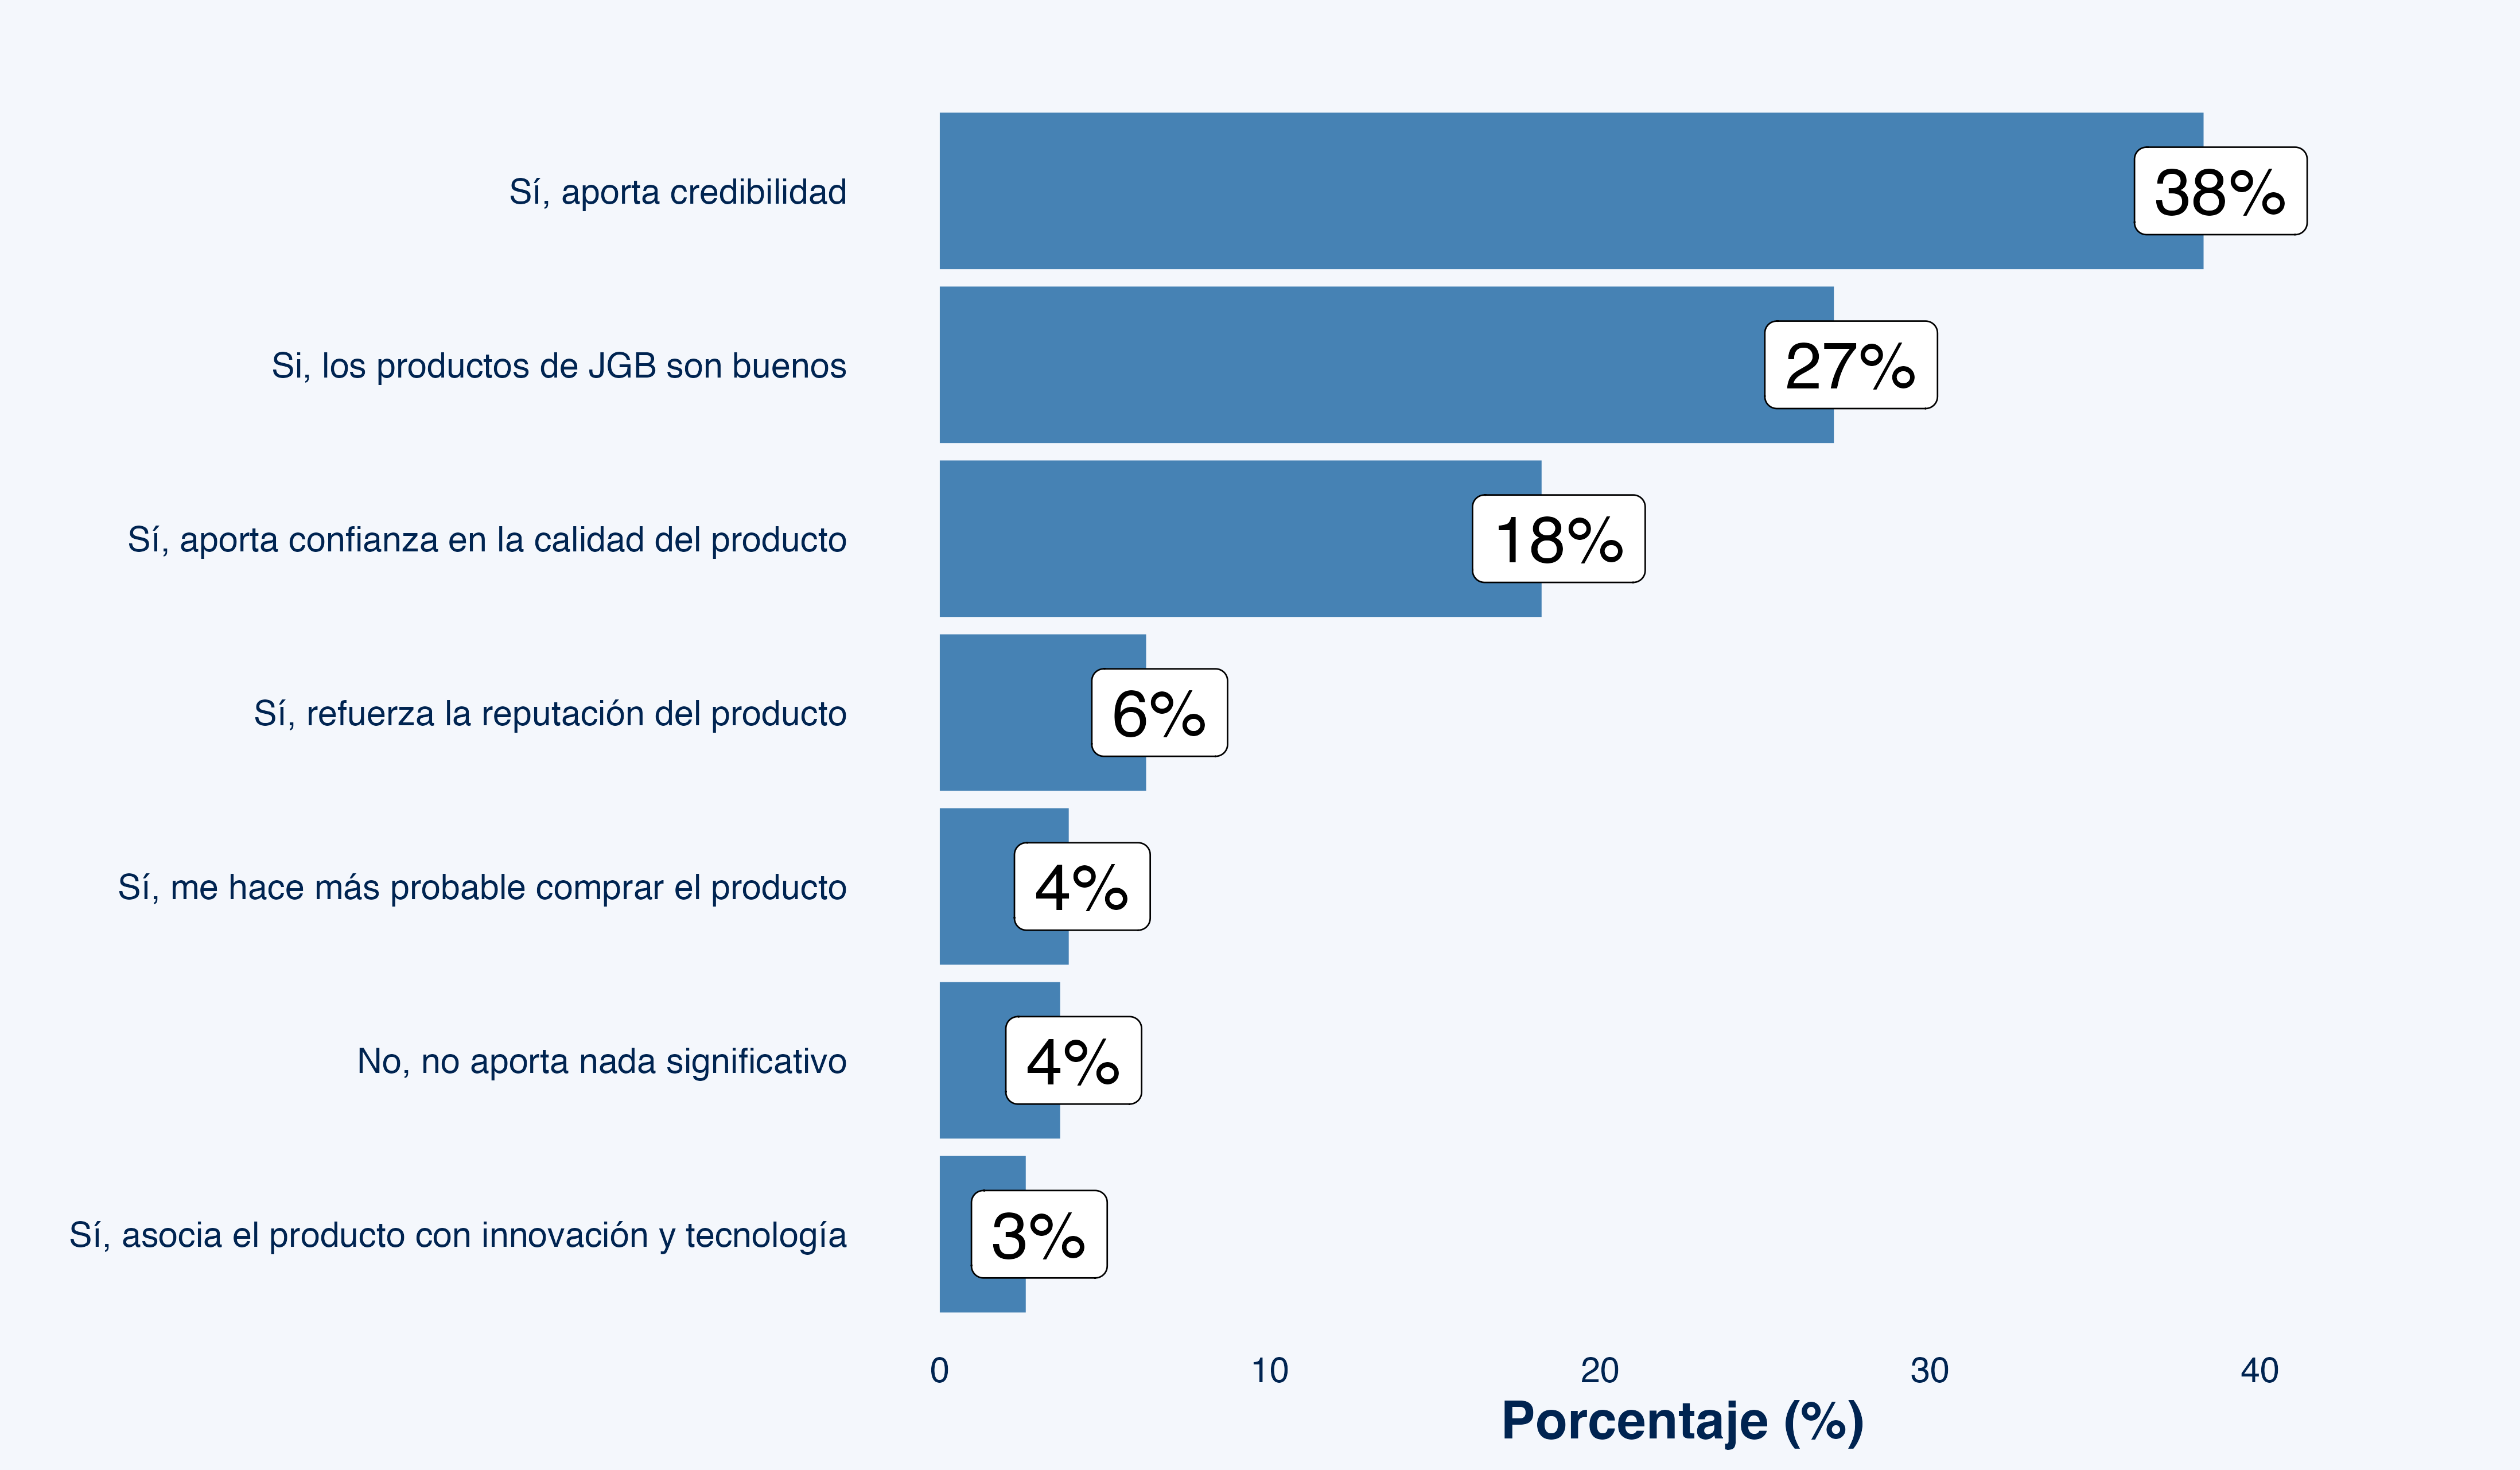 Sí, aporta credibilidad
38%
Si, los productos de JGB son buenos
27%
Sí, aporta confianza en la calidad del producto
18%
Sí, refuerza la reputación del producto
6%
Sí, me hace más probable comprar el producto
4%
No, no aporta nada significativo
4%
Sí, asocia el producto con innovación y tecnología
3%
0 10 20 30 40
Porcentaje (%)